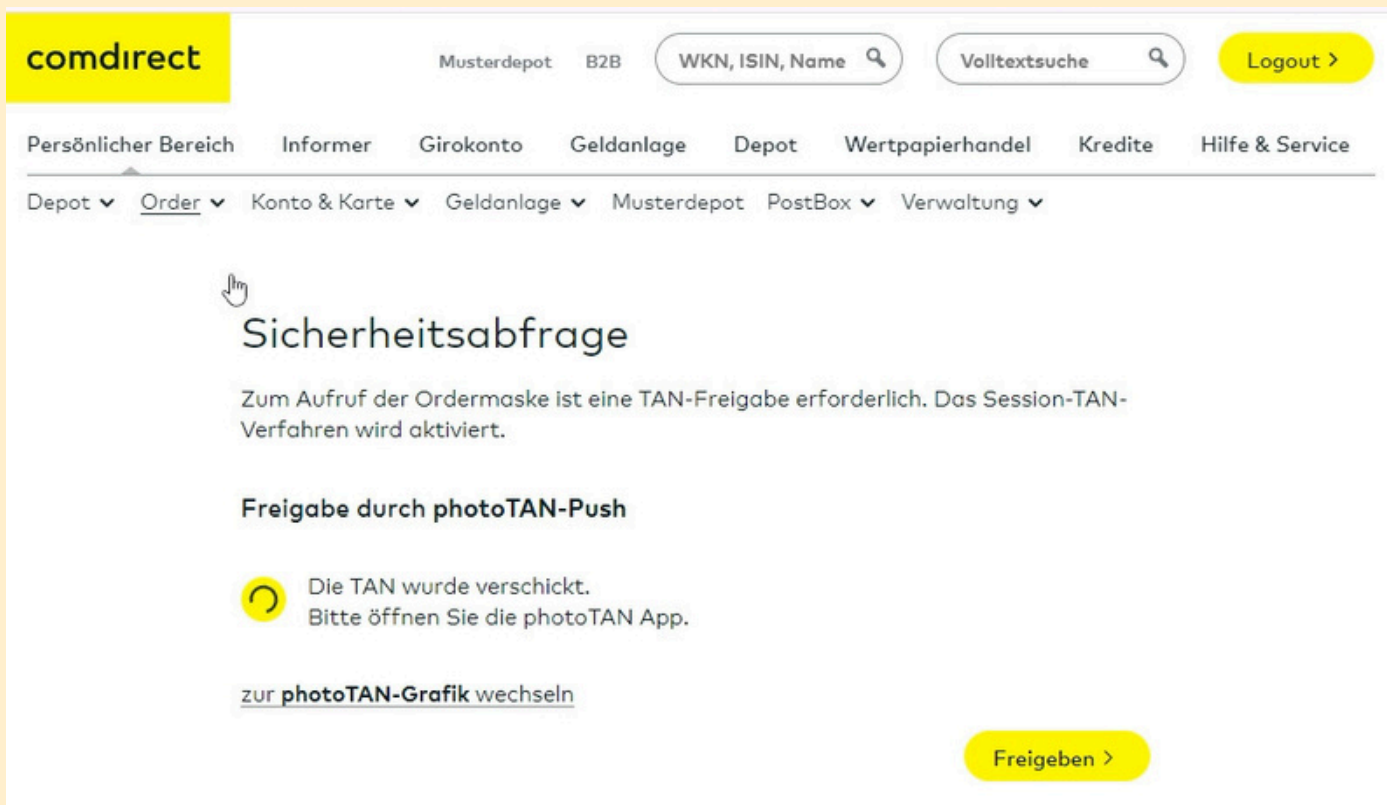 comdirect
Musterdepot B2B WKN, ISIN, Name Volltextsuche Logout >
Persönlicher Bereich Informer Girokonto Geldanlage Depot Wertpapierhandel Kredite Hilfe & Service
Depot Order Konto & Karte Geldanlage Musterdepot PostBox Verwaltung
Sicherheitsabfrage
Zum Aufruf der Ordermaske ist eine TAN-Freigabe erforderlich. Das Session-TAN-
Verfahren wird aktiviert.
Freigabe durch photoTAN-Push
Die TAN wurde verschickt.
Bitte öffnen Sie die photoTAN App.
zur photoTAN-Grafik wechseln
Freigeben >